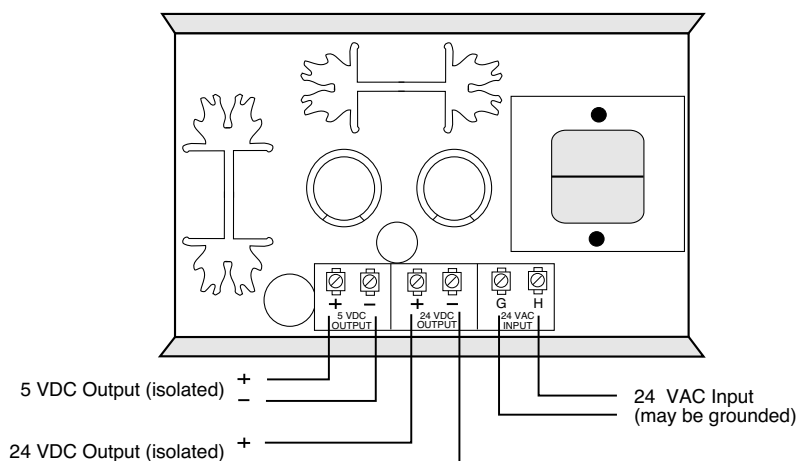 + − + − G H
5 VDC OUTPUT
24 VDC OUTPUT
24 VAC INPUT
5 VDC Output (isolated) +
−
24 VAC Input
(may be grounded)
24 VDC Output (isolated) +